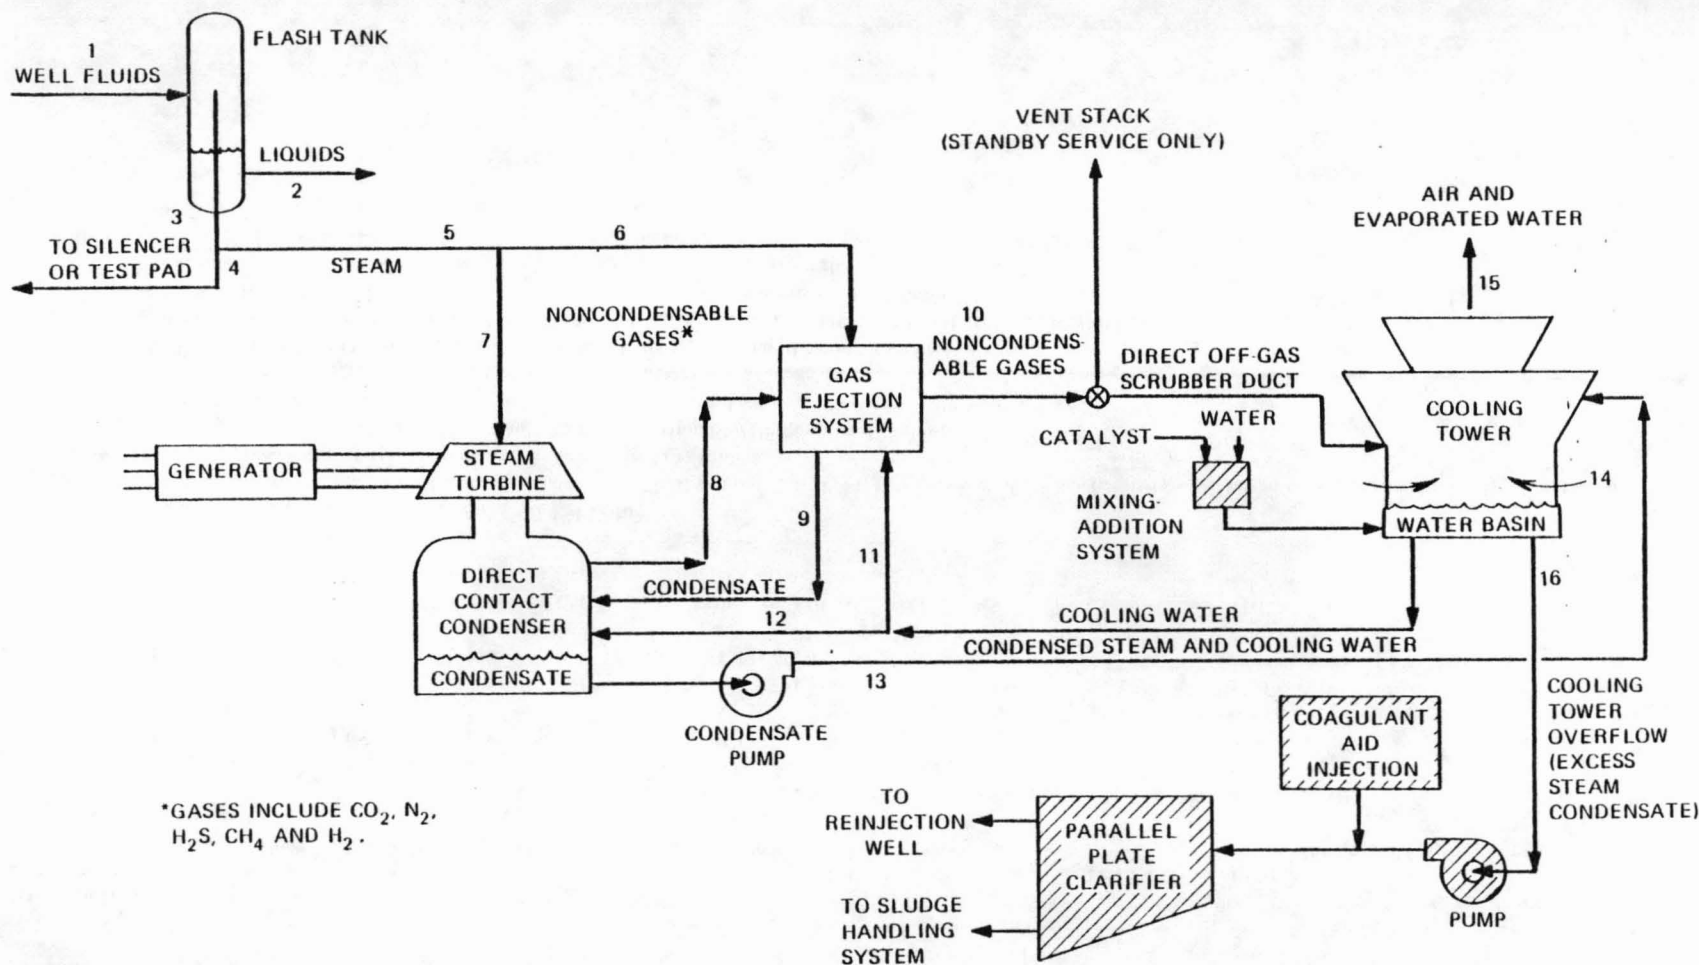 FLASH TANK
1
WELL FLUIDS
LIQUIDS
2
3
TO SILENCER
OR TEST PAD
4
5
STEAM
6
7
NONCONDENSABLE
GASES*
8
GAS
EJECTION
SYSTEM
9
10
NONCONDENS-
ABLE GASES
11
VENT STACK
(STANDBY SERVICE ONLY)
DIRECT OFF-GAS
SCRUBBER DUCT
WATER
CATALYST
MIXING-
ADDITION
SYSTEM
AIR AND
EVAPORATED WATER
15
COOLING
TOWER
14
WATER BASIN
16
GENERATOR
STEAM
TURBINE
DIRECT
CONTACT
CONDENSER
CONDENSATE
CONDENSATE
12
COOLING WATER
CONDENSED STEAM AND COOLING WATER
13
CONDENSATE
PUMP
COOLING
TOWER
OVERFLOW
(EXCESS
STEAM
CONDENSATE)
COAGULANT
AID
INJECTION
PUMP
PARALLEL
PLATE
CLARIFIER
TO
REINJECTION
WELL
TO SLUDGE
HANDLING
SYSTEM
*GASES INCLUDE CO₂, N₂,
H₂S, CH₄ AND H₂.